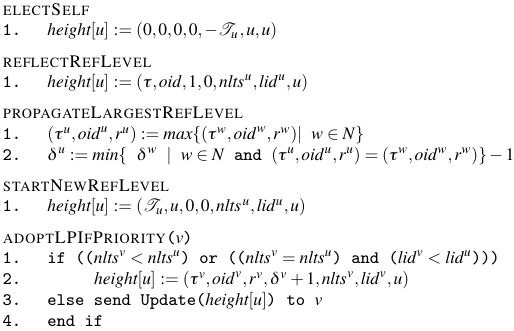 ELECTSELF
1. height[u] := (0, 0, 0, 0, −𝒯ᵤ, u, u)
REFLECTREFLEVEL
1. height[u] := (τ, oid, 1, 0, nltsᵘ, lidᵘ, u)
PROPAGATELARGESTREFLEVEL
1. (τᵘ, oidᵘ, rᵘ) := max{(τʷ, oidʷ, rʷ)| w ∈ N}
2. δᵘ := min{ δʷ | w ∈ N and (τᵘ, oidᵘ, rᵘ) = (τʷ, oidʷ, rʷ)} − 1
STARTNEWREFLEVEL
1. height[u] := (𝒯ᵤ, u, 0, 0, nltsᵘ, lidᵘ, u)
ADOPTLPIFPRIORITY(v)
1. if ((nltsᵛ < nltsᵘ) or ((nltsᵛ = nltsᵘ) and (lidᵛ < lidᵘ)))
2. height[u] := (τᵛ, oidᵛ, rᵛ, δᵛ + 1, nltsᵛ, lidᵛ, u)
3. else send Update(height[u]) to v
4. end if